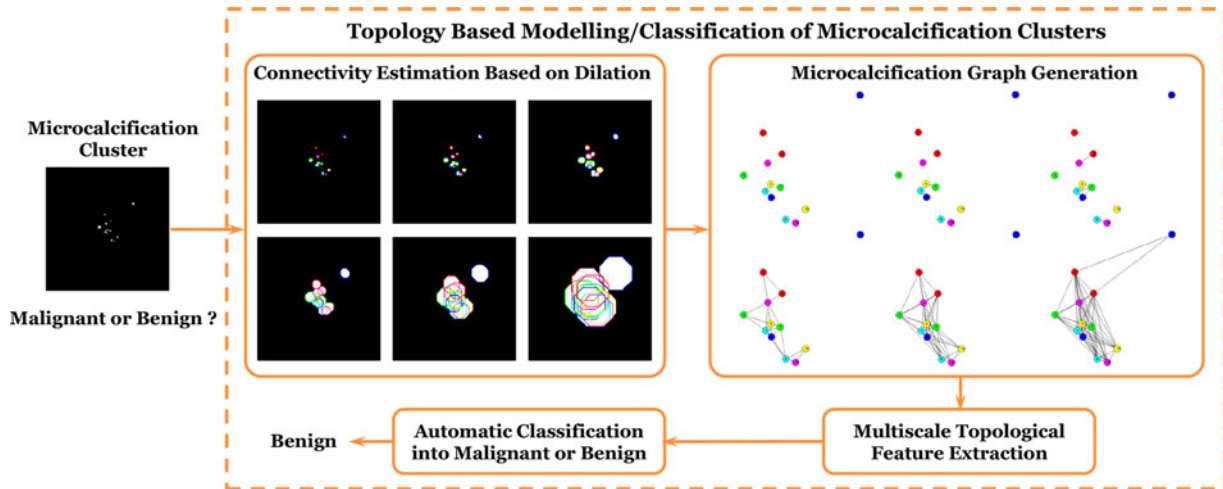 Topology Based Modelling/Classification of Microcalcification Clusters
Connectivity Estimation Based on Dilation
Microcalcification Graph Generation
Microcalcification
Cluster
Malignant or Benign ?
Benign
Automatic Classification
into Malignant or Benign
Multiscale Topological
Feature Extraction